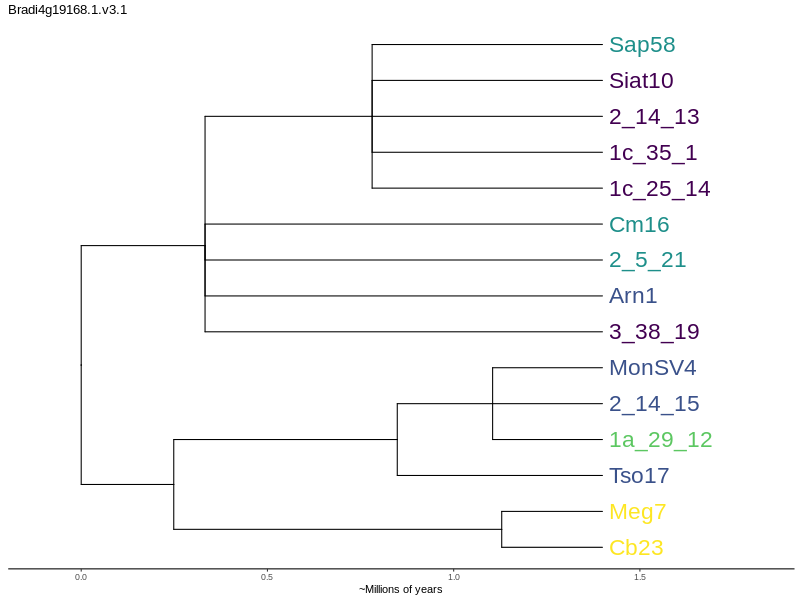 Bradi4g19168.1.v3.1
Sap58
Siat10
2_14_13
1c_35_1
1c_25_14
Cm16
2_5_21
Arn1
3_38_19
MonSV4
2_14_15
1a_29_12
Tso17
Meg7
Cb23
0.0 0.5 1.0 1.5
~Millions of years